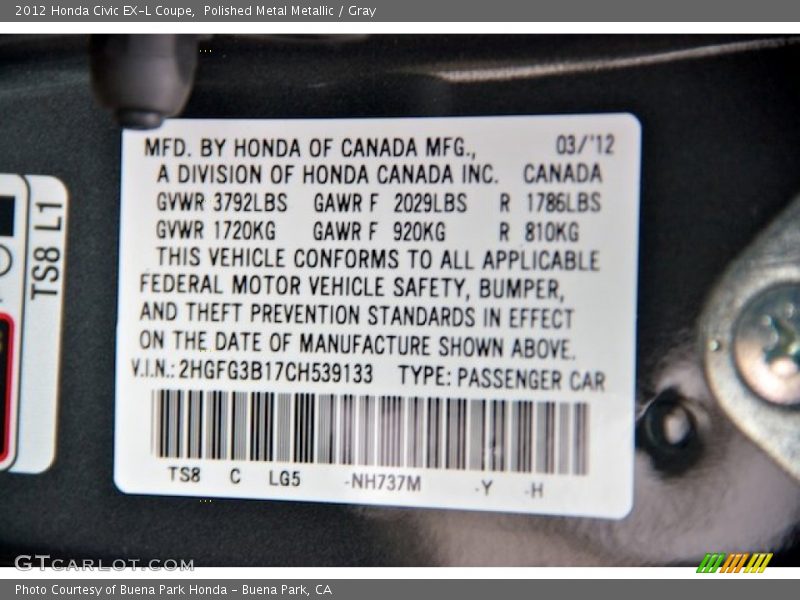 2012 Honda Civic EX-L Coupe,  Polished Metal Metallic / Gray
MFD. BY HONDA OF CANADA MFG., 03/'12
A DIVISION OF HONDA CANADA INC. CANADA
GVWR 3792LBS GAWR F 2029LBS R 1786LBS
GVWR 1720KG GAWR F 920KG R 810KG
THIS VEHICLE CONFORMS TO ALL APPLICABLE
FEDERAL MOTOR VEHICLE SAFETY, BUMPER,
AND THEFT PREVENTION STANDARDS IN EFFECT
ON THE DATE OF MANUFACTURE SHOWN ABOVE.
V.I.N.: 2HGFG3B17CH539133 TYPE: PASSENGER CAR
TS8 C LG5 -NH737M -Y -H
TS8 L1
GTCARLOT.COM
Photo Courtesy of Buena Park Honda - Buena Park, CA